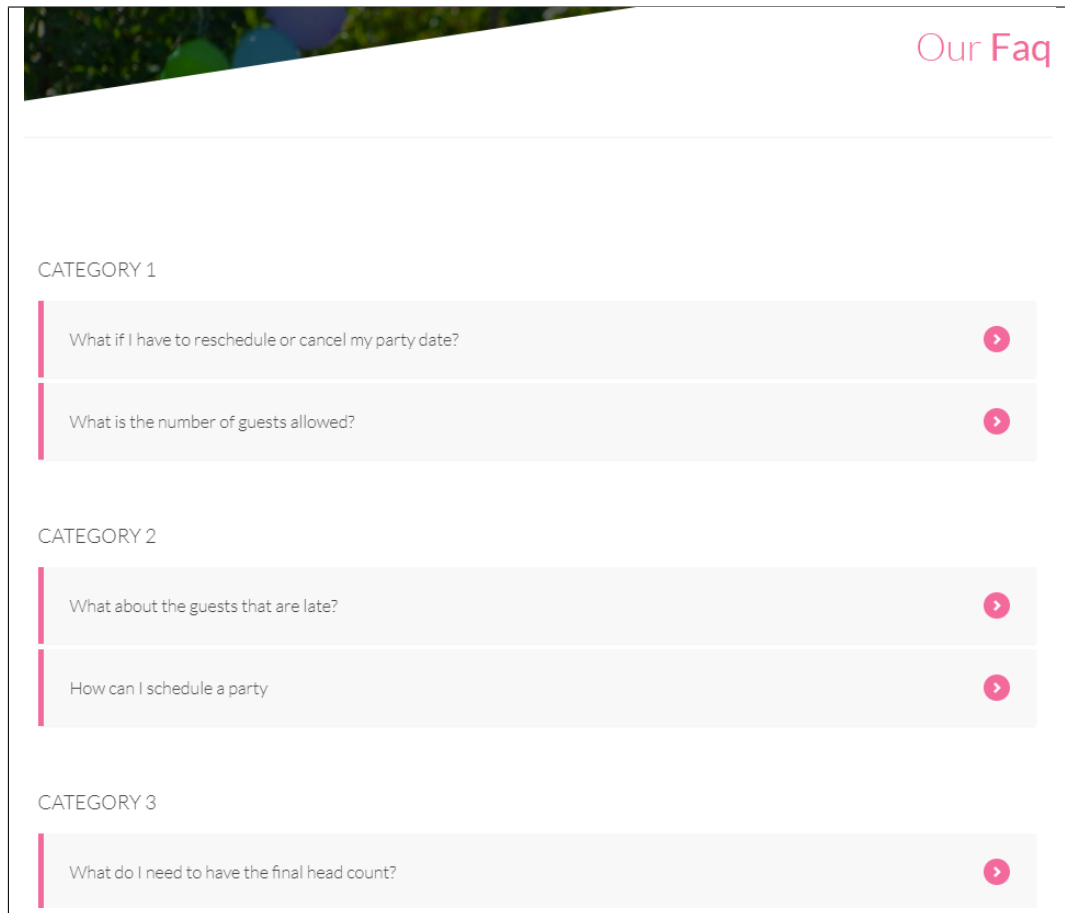 Our Faq
CATEGORY 1
What if I have to reschedule or cancel my party date?
What is the number of guests allowed?
CATEGORY 2
What about the guests that are late?
How can I schedule a party
CATEGORY 3
What do I need to have the final head count?